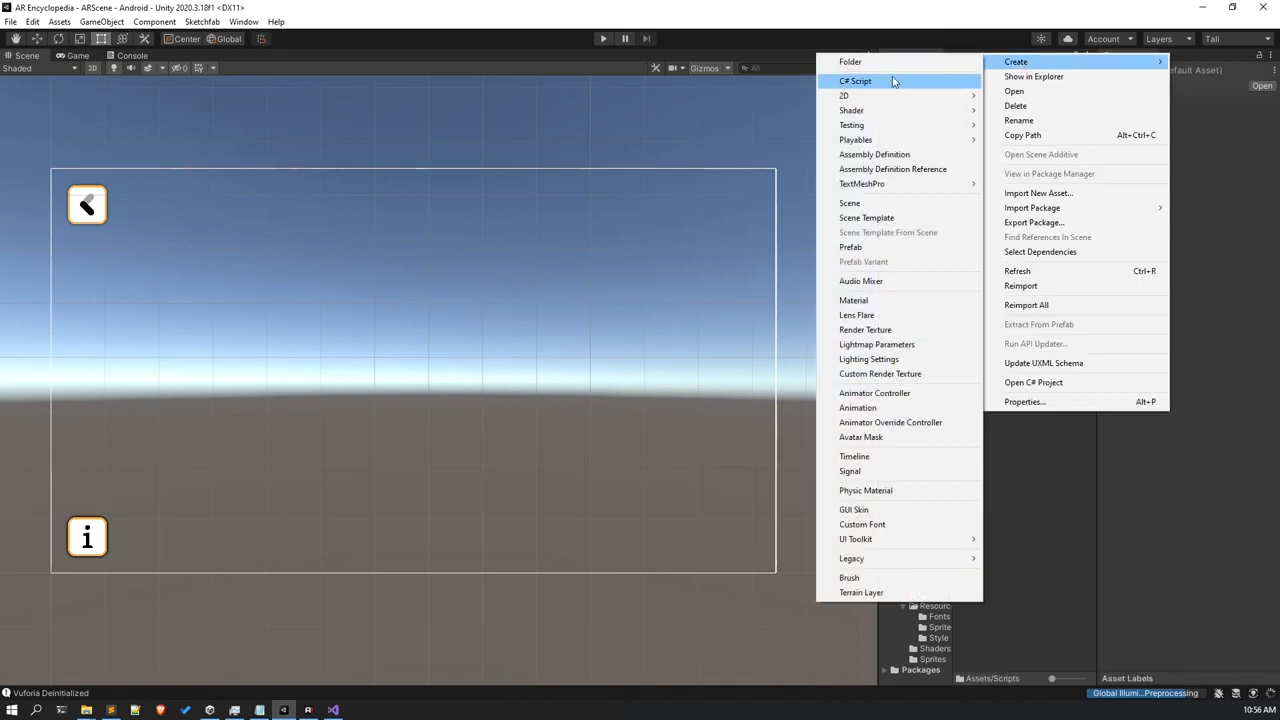 AR Encyclopedia - ARScene - Android - Unity 2020.3.18f1 <DX11>
File Edit Assets GameObject Component Sketchfab Window Help
Center Global Account Layers Tall
Scene Game Console
Shaded 2D 0 Gizmos All
efault Asset)
Open
Folder
C# Script
2D
Shader
Testing
Playables
Assembly Definition
Assembly Definition Reference
TextMeshPro
Scene
Scene Template
Scene Template From Scene
Prefab
Prefab Variant
Audio Mixer
Material
Lens Flare
Render Texture
Lightmap Parameters
Lighting Settings
Custom Render Texture
Animator Controller
Animation
Animator Override Controller
Avatar Mask
Timeline
Signal
Physic Material
GUI Skin
Custom Font
UI Toolkit
Legacy
Brush
Terrain Layer
Create
Show in Explorer
Open
Delete
Rename
Copy Path Alt+Ctrl+C
Open Scene Additive
View in Package Manager
Import New Asset...
Import Package
Export Package...
Find References In Scene
Select Dependencies
Refresh Ctrl+R
Reimport
Reimport All
Extract From Prefab
Run API Updater...
Update UXML Schema
Open C# Project
Properties... Alt+P
i
Resourc
Fonts
Sprite
Style
Shaders
Sprites
Packages
Assets/Scripts
Asset Labels
Vuforia Deinitialized
Global Illumi...Preprocessing
10:56 AM